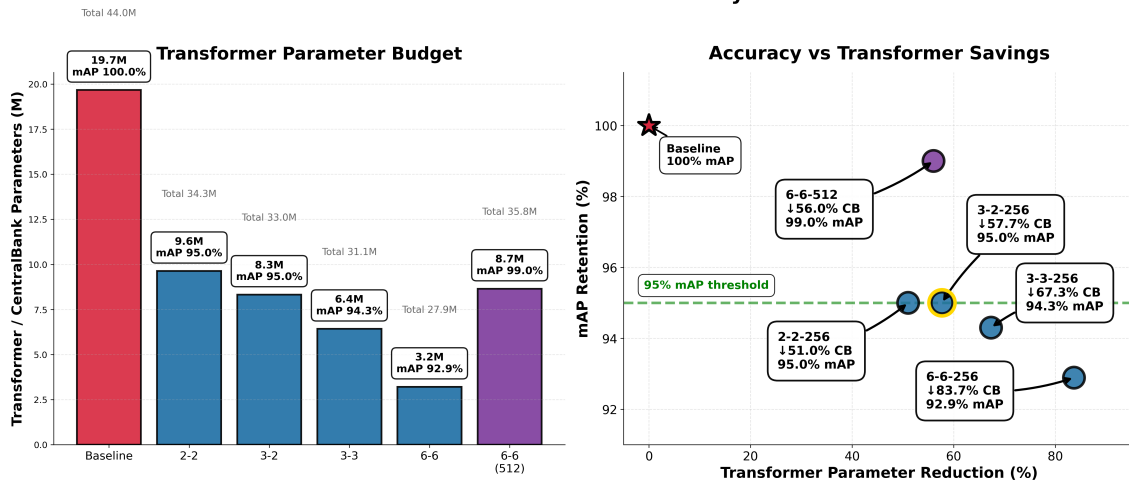 Total 44.0M
Transformer Parameter Budget
19.7M
mAP 100.0%
Total 34.3M
9.6M
mAP 95.0%
Total 33.0M
8.3M
mAP 95.0%
Total 31.1M
6.4M
mAP 94.3%
Total 27.9M
3.2M
mAP 92.9%
Total 35.8M
8.7M
mAP 99.0%
Transformer / CentralBank Parameters (M)
20.0
17.5
15.0
12.5
10.0
7.5
5.0
2.5
0.0
Baseline
2-2
3-2
3-3
6-6
6-6
(512)
Accuracy vs Transformer Savings
mAP Retention (%)
100
98
96
94
92
Baseline
100% mAP
6-6-512
↓56.0% CB
99.0% mAP
3-2-256
↓57.7% CB
95.0% mAP
95% mAP threshold
3-3-256
↓67.3% CB
94.3% mAP
2-2-256
↓51.0% CB
95.0% mAP
6-6-256
↓83.7% CB
92.9% mAP
0
20
40
60
80
Transformer Parameter Reduction (%)